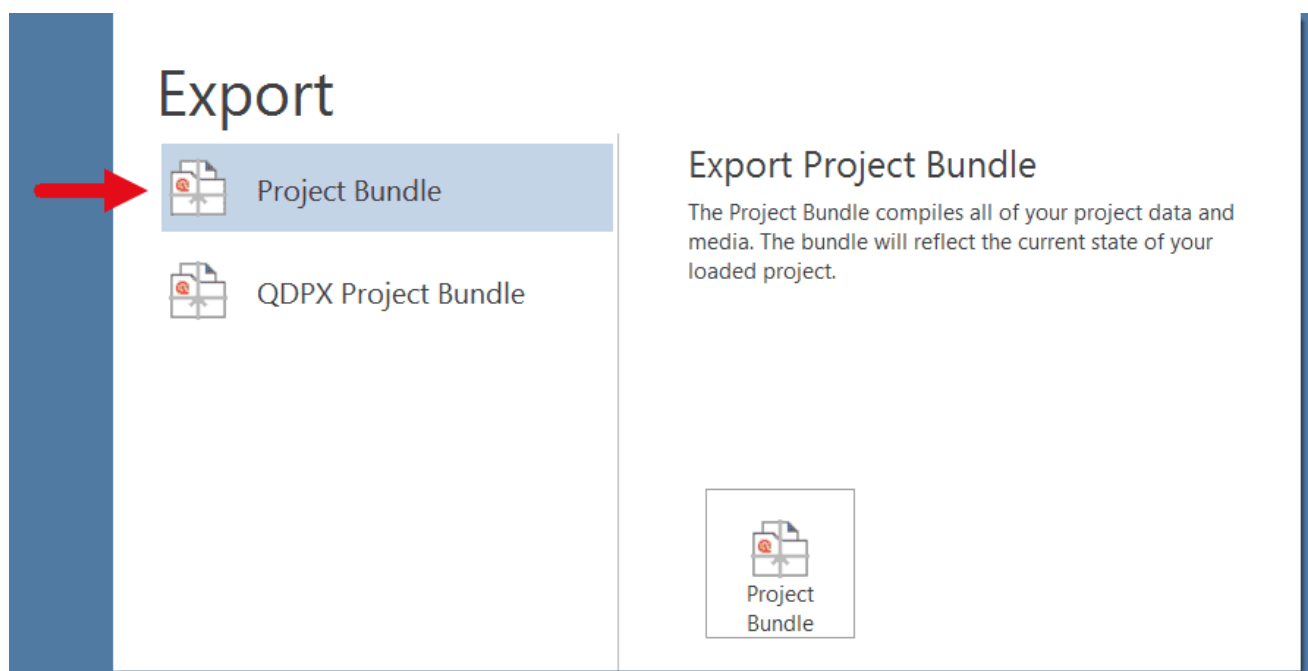 Export
Project Bundle
QDPX Project Bundle
Export Project Bundle
The Project Bundle compiles all of your project data and
media. The bundle will reflect the current state of your
loaded project.
Project
Bundle